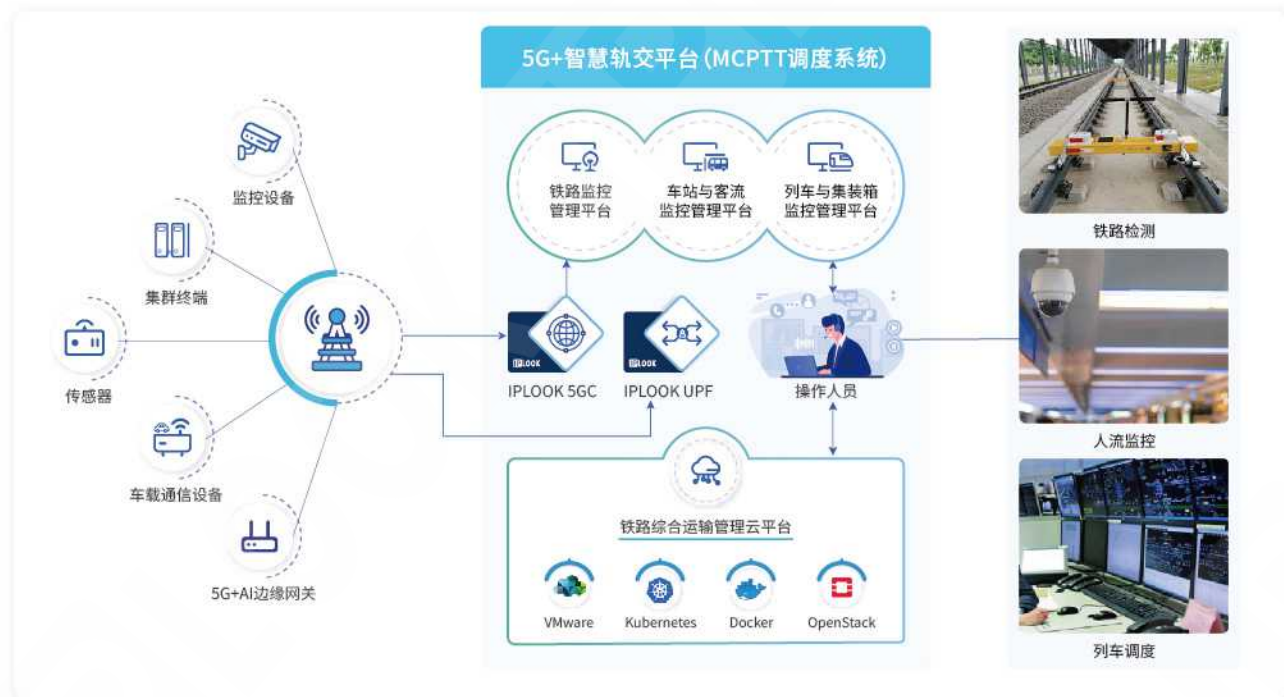 5G+智慧轨交平台(MCPTT调度系统)
监控设备
集群终端
传感器
车载通信设备
5G+AI边缘网关
铁路监控
管理平台
车站与客流
监控管理平台
列车与集装箱
监控管理平台
IPLOOK
IPLOOK 5GC
IPLOOK
IPLOOK UPF
操作人员
铁路综合运输管理云平台
VMware
Kubernetes
Docker
OpenStack
铁路检测
人流监控
列车调度